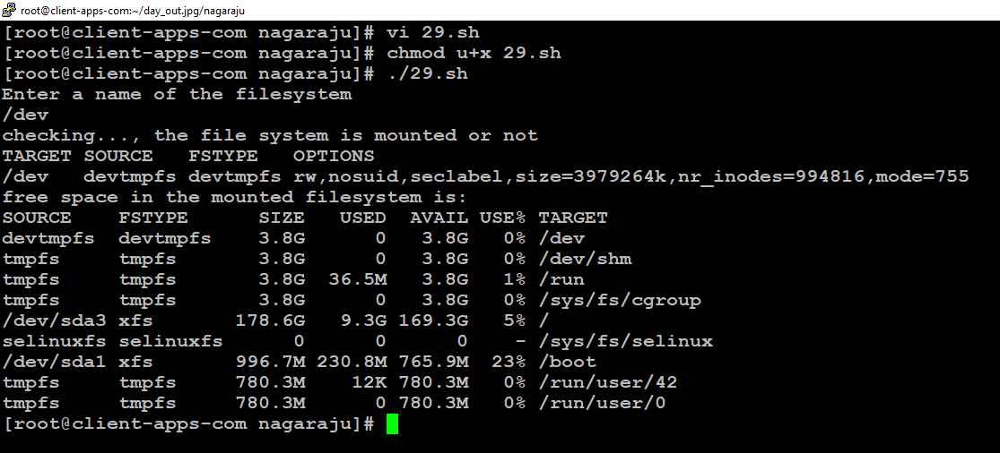 root@client-apps-com:~/day_out.jpg/nagaraju
[root@client-apps-com nagaraju]# vi 29.sh
[root@client-apps-com nagaraju]# chmod u+x 29.sh
[root@client-apps-com nagaraju]# ./29.sh
Enter a name of the filesystem
/dev
checking..., the file system is mounted or not
TARGET SOURCE   FSTYPE   OPTIONS
/dev   devtmpfs devtmpfs rw,nosuid,seclabel,size=3979264k,nr_inodes=994816,mode=755
free space in the mounted filesystem is:
SOURCE    FSTYPE      SIZE   USED  AVAIL USE% TARGET
devtmpfs  devtmpfs    3.8G      0   3.8G   0% /dev
tmpfs     tmpfs       3.8G      0   3.8G   0% /dev/shm
tmpfs     tmpfs       3.8G  36.5M   3.8G   1% /run
tmpfs     tmpfs       3.8G      0   3.8G   0% /sys/fs/cgroup
/dev/sda3 xfs       178.6G   9.3G 169.3G   5% /
selinuxfs selinuxfs      0      0      0    - /sys/fs/selinux
/dev/sda1 xfs       996.7M 230.8M 765.9M  23% /boot
tmpfs     tmpfs     780.3M    12K 780.3M   0% /run/user/42
tmpfs     tmpfs     780.3M      0 780.3M   0% /run/user/0
[root@client-apps-com nagaraju]#